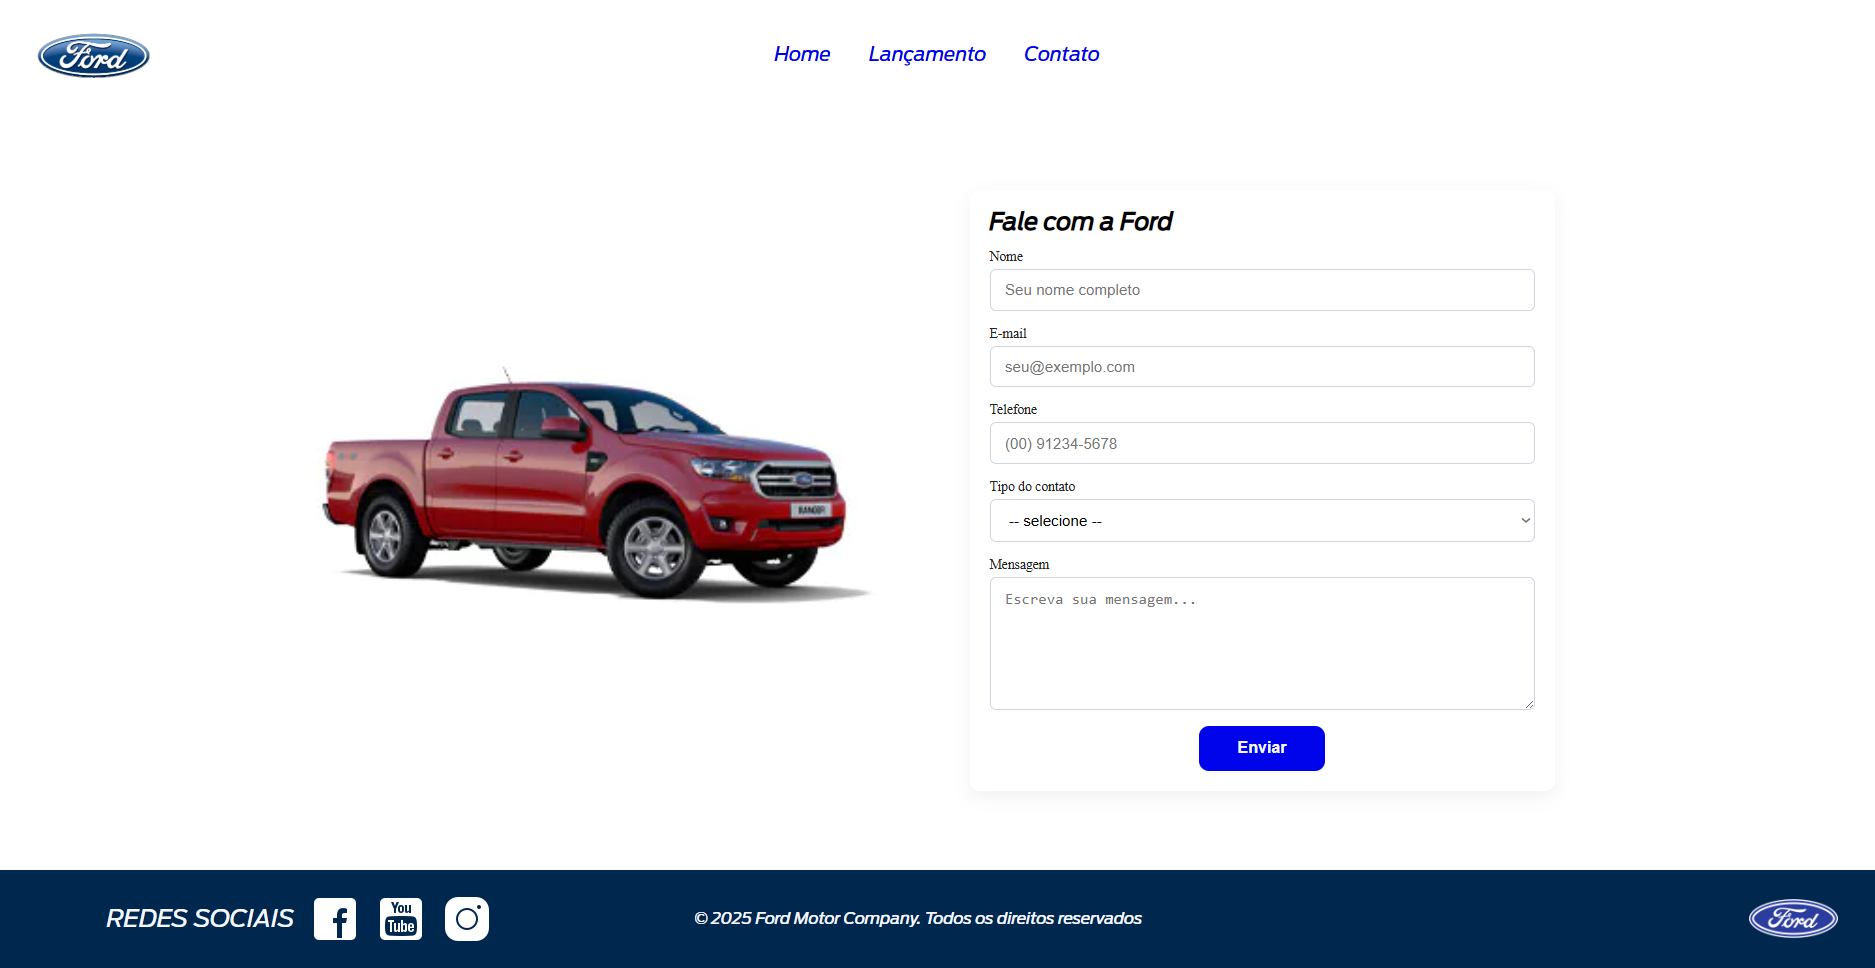 Ford
Home Lançamento Contato
Fale com a Ford
Nome
Seu nome completo
E-mail
seu@exemplo.com
Telefone
(00) 91234-5678
Tipo do contato
-- selecione --
Mensagem
Escreva sua mensagem...
Enviar
RANGER
REDES SOCIAIS
You
Tube
© 2025 Ford Motor Company. Todos os direitos reservados
Ford